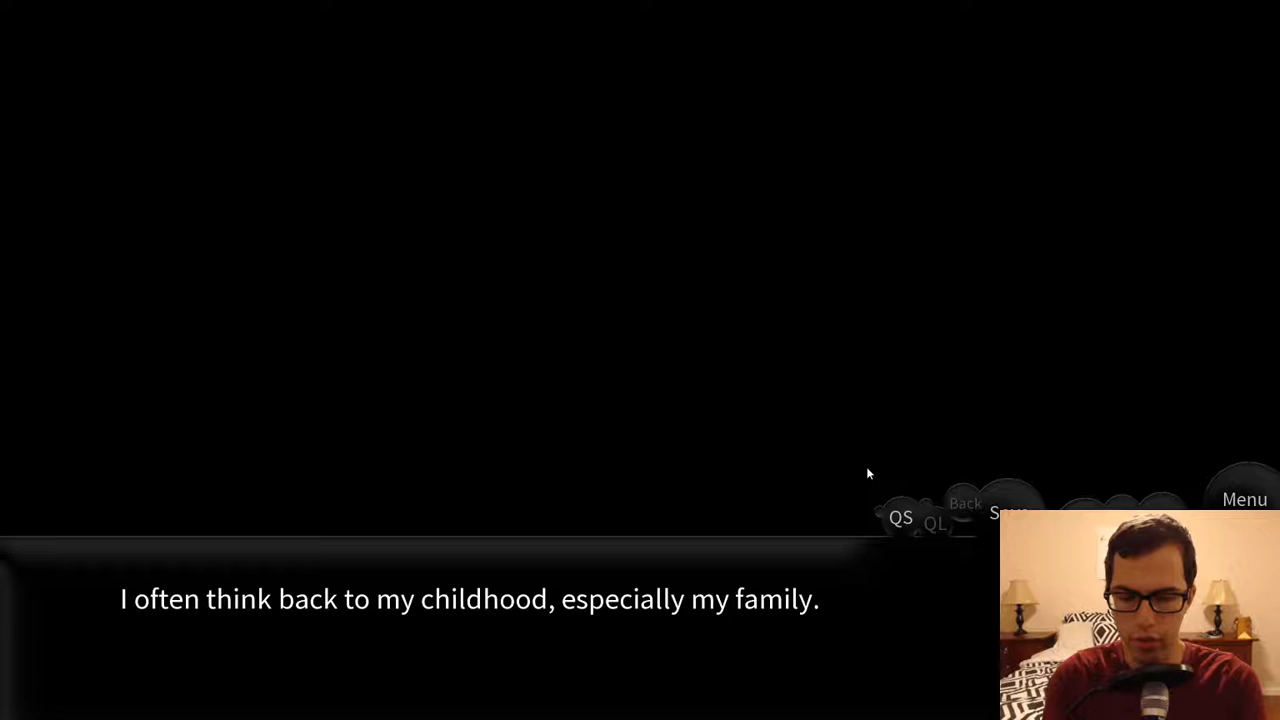 Back
Menu
QS
QL
I often think back to my childhood, especially my family.